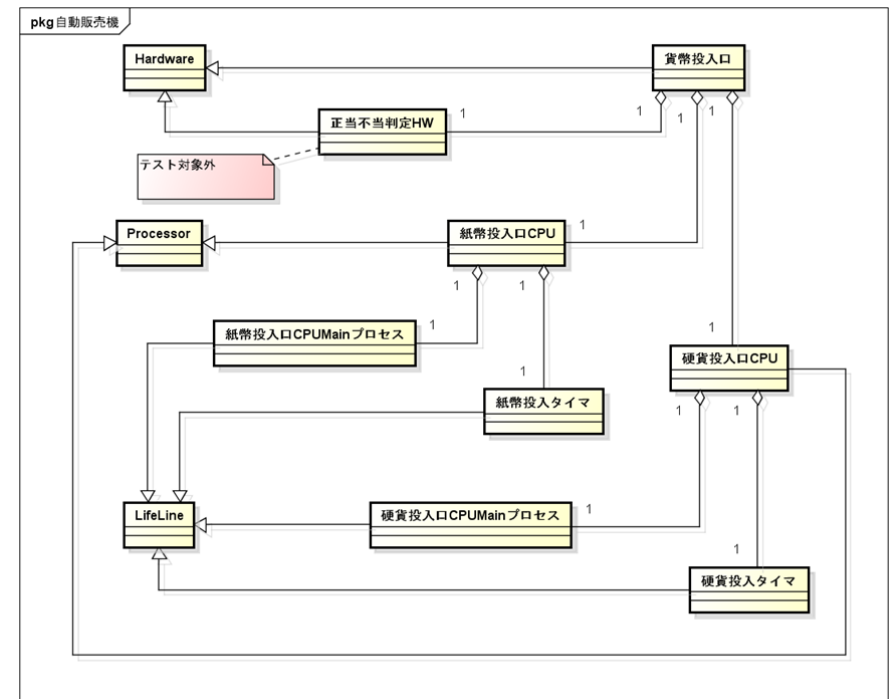 pkg 自動販売機
Hardware
貨幣投入口
正当不当判定HW
1
1
1
1
テスト対象外
Processor
紙幣投入口CPU
1
1
1
紙幣投入口CPUMainプロセス
1
1
硬貨投入口CPU
1
紙幣投入タイマ
1
1
LifeLine
硬貨投入口CPUMainプロセス
1
1
硬貨投入タイマ